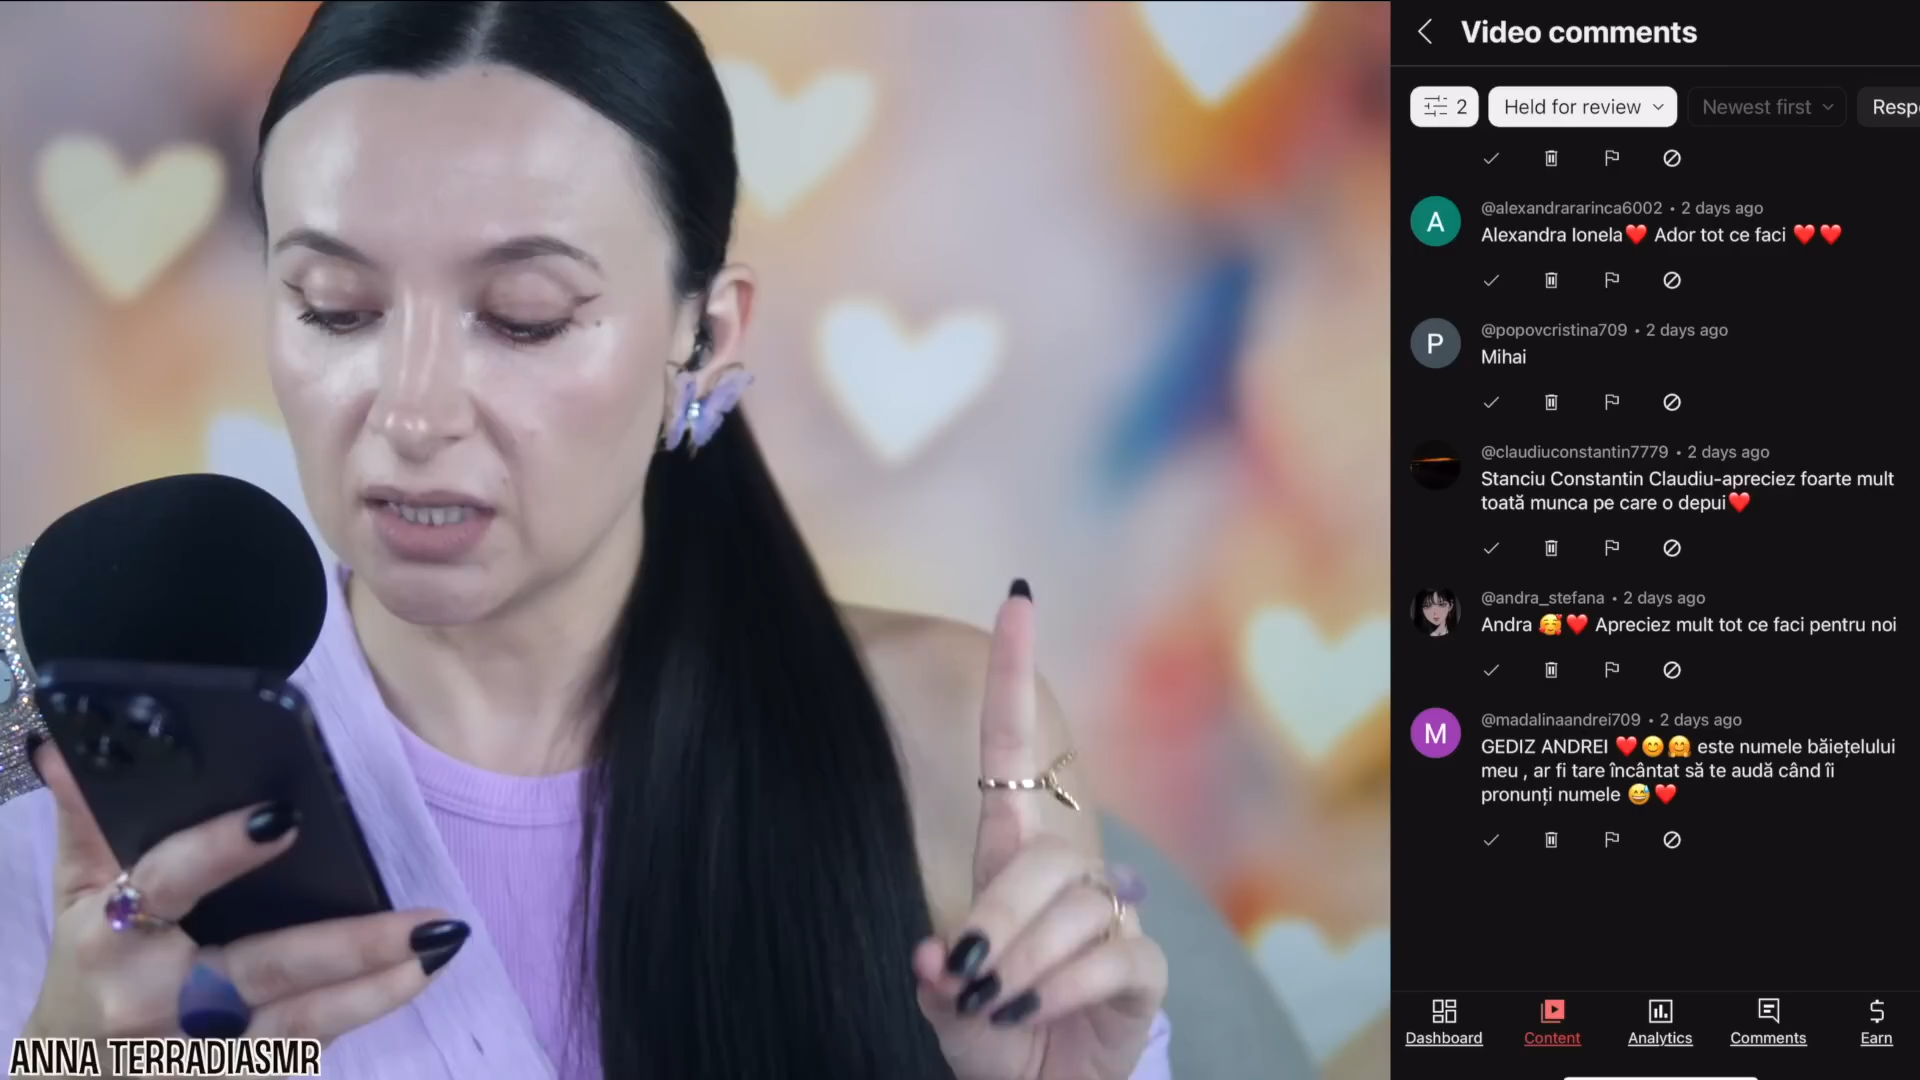 Video comments
2
Held for review
Newest first
Resp
@alexandrararinca6002 • 2 days ago
A
Alexandra Ionela❤️ Ador tot ce faci ❤️❤️
@popovcristina709 • 2 days ago
P
Mihai
@claudiuconstantin7779 • 2 days ago
Stanciu Constantin Claudiu-apreciez foarte mult
toată munca pe care o depui❤️
@andra_stefana • 2 days ago
Andra 🥰❤️ Apreciez mult tot ce faci pentru noi
@madalinaandrei709 • 2 days ago
M
GEDIZ ANDREI ❤️😊🤗 este numele băiețelului
meu , ar fi tare încântat să te audă când îi
pronunți numele 😅❤️
Dashboard
Content
Analytics
Comments
Earn
ANNA TERRADIASMR